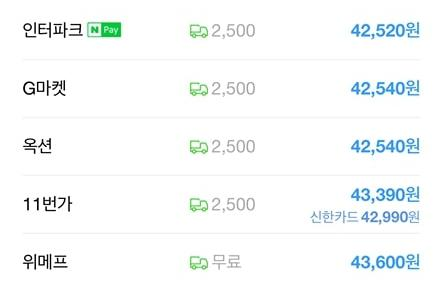 인터파크 N Pay 2,500 42,520원
G마켓 2,500 42,540원
옥션 2,500 42,540원
11번가 2,500 43,390원
신한카드 42,990원
위메프 무료 43,600원